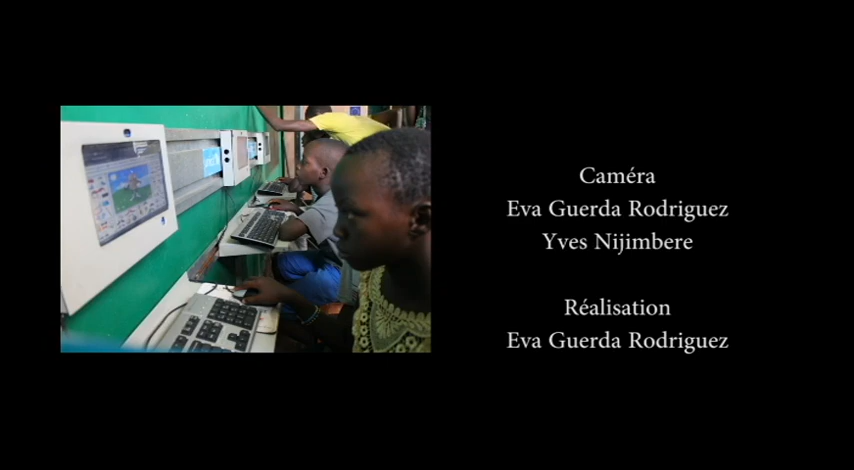 Caméra
Eva Guerda Rodriguez
Yves Nijimbere
Réalisation
Eva Guerda Rodriguez